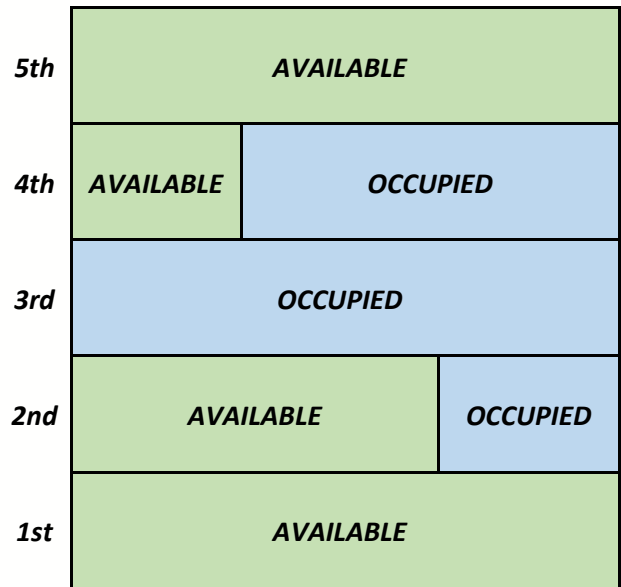 5th AVAILABLE
4th AVAILABLE OCCUPIED
3rd OCCUPIED
2nd AVAILABLE OCCUPIED
1st AVAILABLE